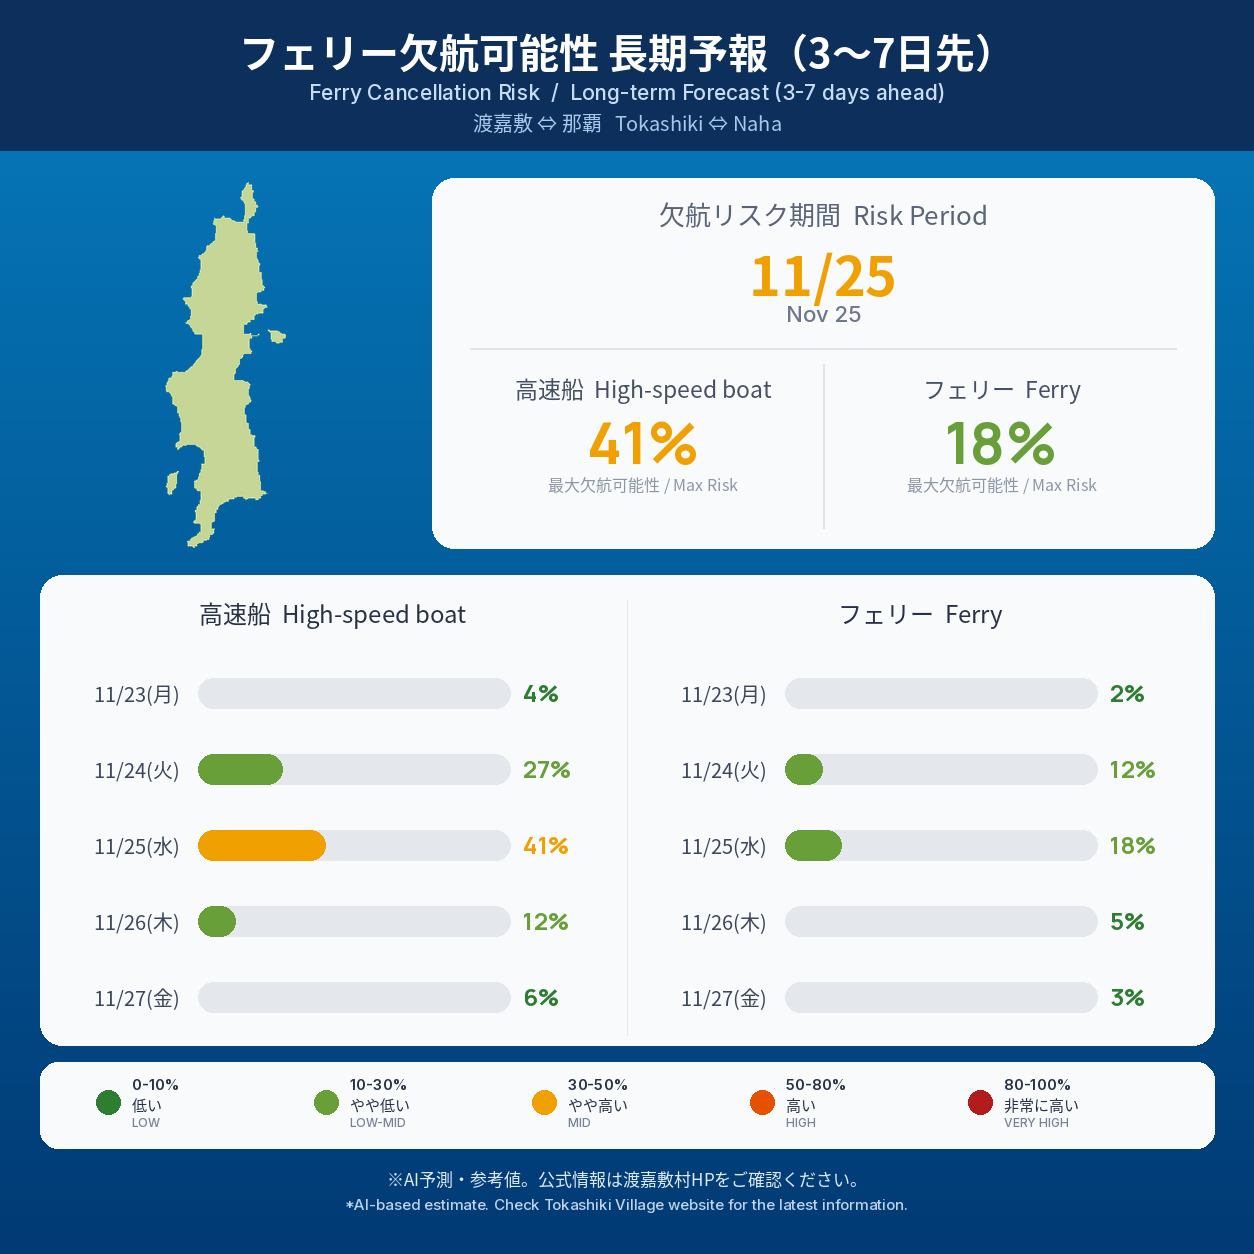 フェリー欠航可能性 長期予報（3〜7日先）
Ferry Cancellation Risk / Long-term Forecast (3-7 days ahead)
渡嘉敷 ⇔ 那覇 Tokashiki ⇔ Naha
欠航リスク期間 Risk Period
11/25
Nov 25
高速船 High-speed boat
41%
最大欠航可能性 / Max Risk
フェリー Ferry
18%
最大欠航可能性 / Max Risk
高速船 High-speed boat
11/23(月) 4%
11/24(火) 27%
11/25(水) 41%
11/26(木) 12%
11/27(金) 6%
フェリー Ferry
11/23(月) 2%
11/24(火) 12%
11/25(水) 18%
11/26(木) 5%
11/27(金) 3%
0-10%
低い
LOW
10-30%
やや低い
LOW-MID
30-50%
やや高い
MID
50-80%
高い
HIGH
80-100%
非常に高い
VERY HIGH
※AI予測・参考値。公式情報は渡嘉敷村HPをご確認ください。
*AI-based estimate. Check Tokashiki Village website for the latest information.